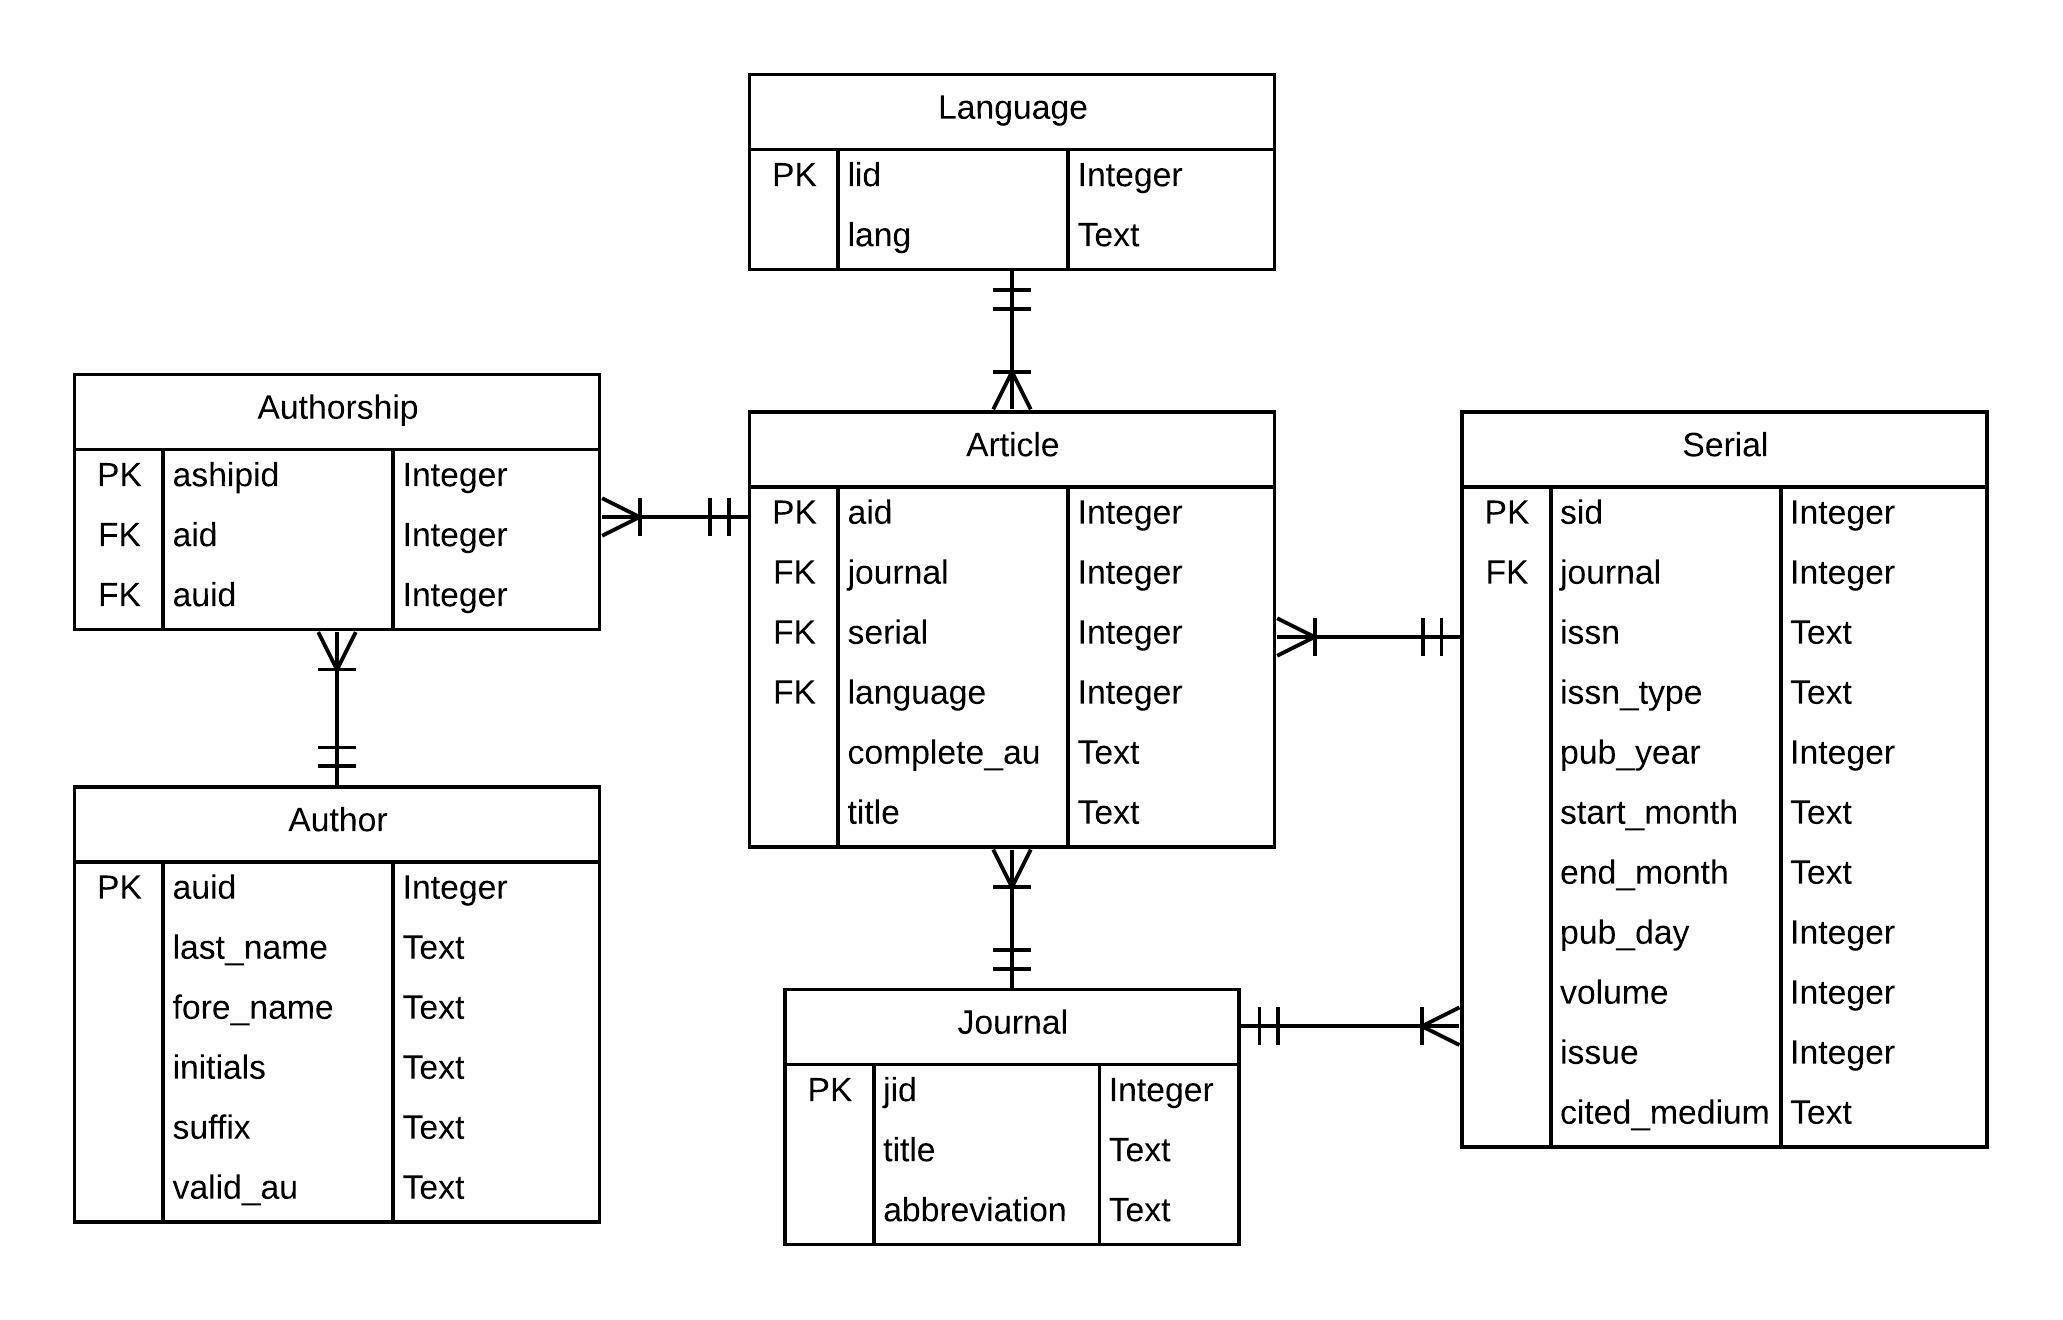 Language
PK lid Integer
lang Text
Authorship
PK ashipid Integer
FK aid Integer
FK auid Integer
Article
PK aid Integer
FK journal Integer
FK serial Integer
FK language Integer
complete_au Text
title Text
Serial
PK sid Integer
FK journal Integer
issn Text
issn_type Text
pub_year Integer
start_month Text
end_month Text
pub_day Integer
volume Integer
issue Integer
cited_medium Text
Author
PK auid Integer
last_name Text
fore_name Text
initials Text
suffix Text
valid_au Text
Journal
PK jid Integer
title Text
abbreviation Text